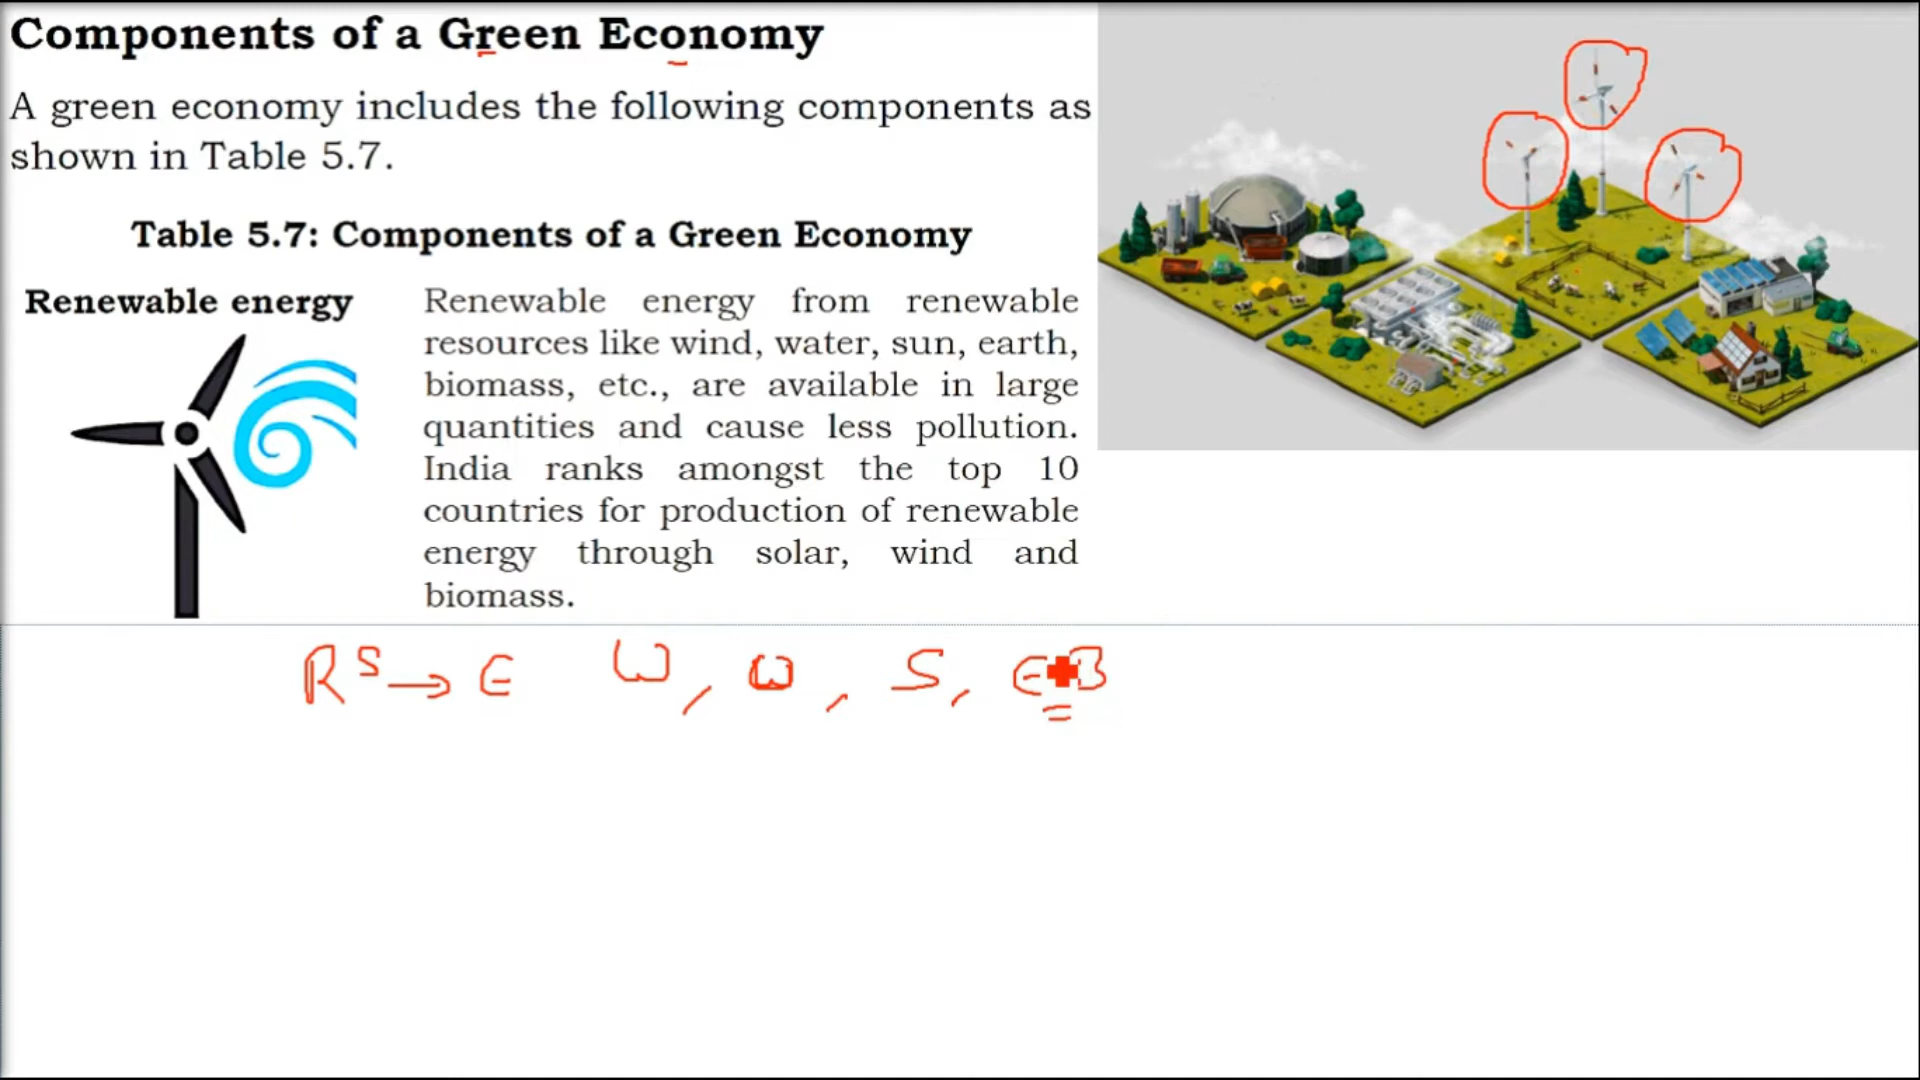 Components of a Green Economy
A green economy includes the following components as
shown in Table 5.7.
Table 5.7: Components of a Green Economy
Renewable energy
Renewable energy from renewable
resources like wind, water, sun, earth,
biomass, etc., are available in large
quantities and cause less pollution.
India ranks amongst the top 10
countries for production of renewable
energy through solar, wind and
biomass.
R S → E W, W, S, E B